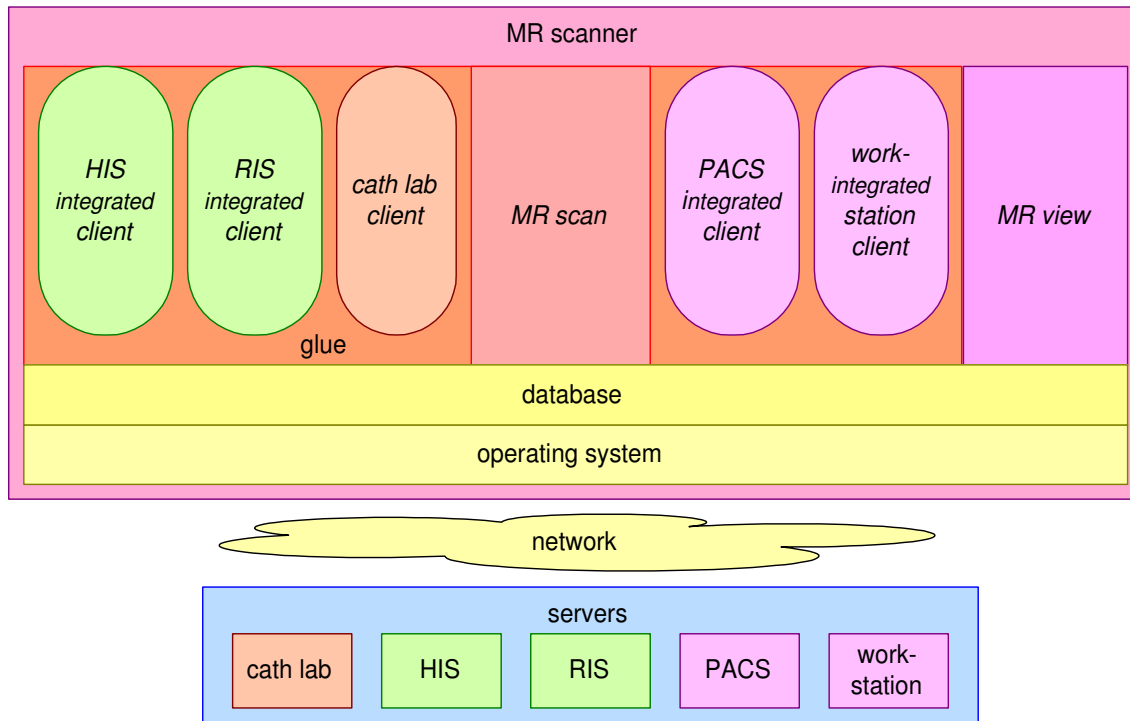 MR scanner
HIS
integrated
client
RIS
integrated
client
cath lab
client
MR scan
PACS
integrated
client
work-
integrated
station
client
MR view
glue
database
operating system
network
servers
cath lab
HIS
RIS
PACS
work-
station